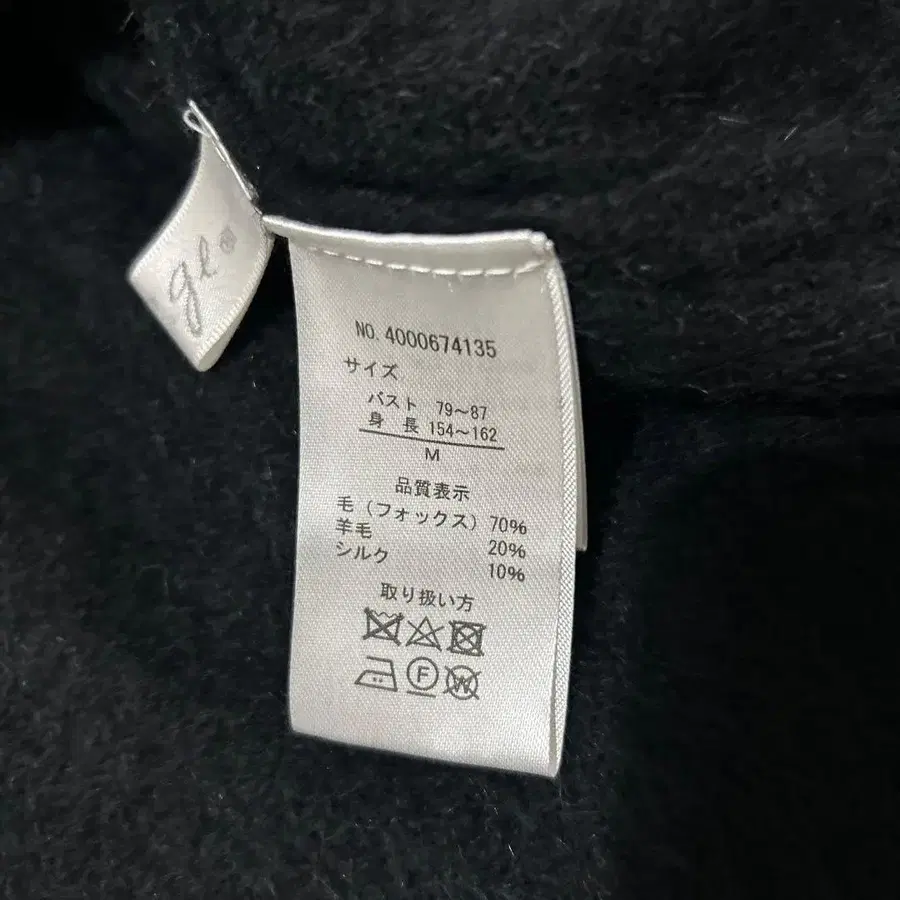 gl®
NO. 4000674135
サイズ
バスト 79～87
身 長 154～162
M
品質表示
毛（フォックス）70%
羊毛 20%
シルク 10%
取り扱い方
F
W